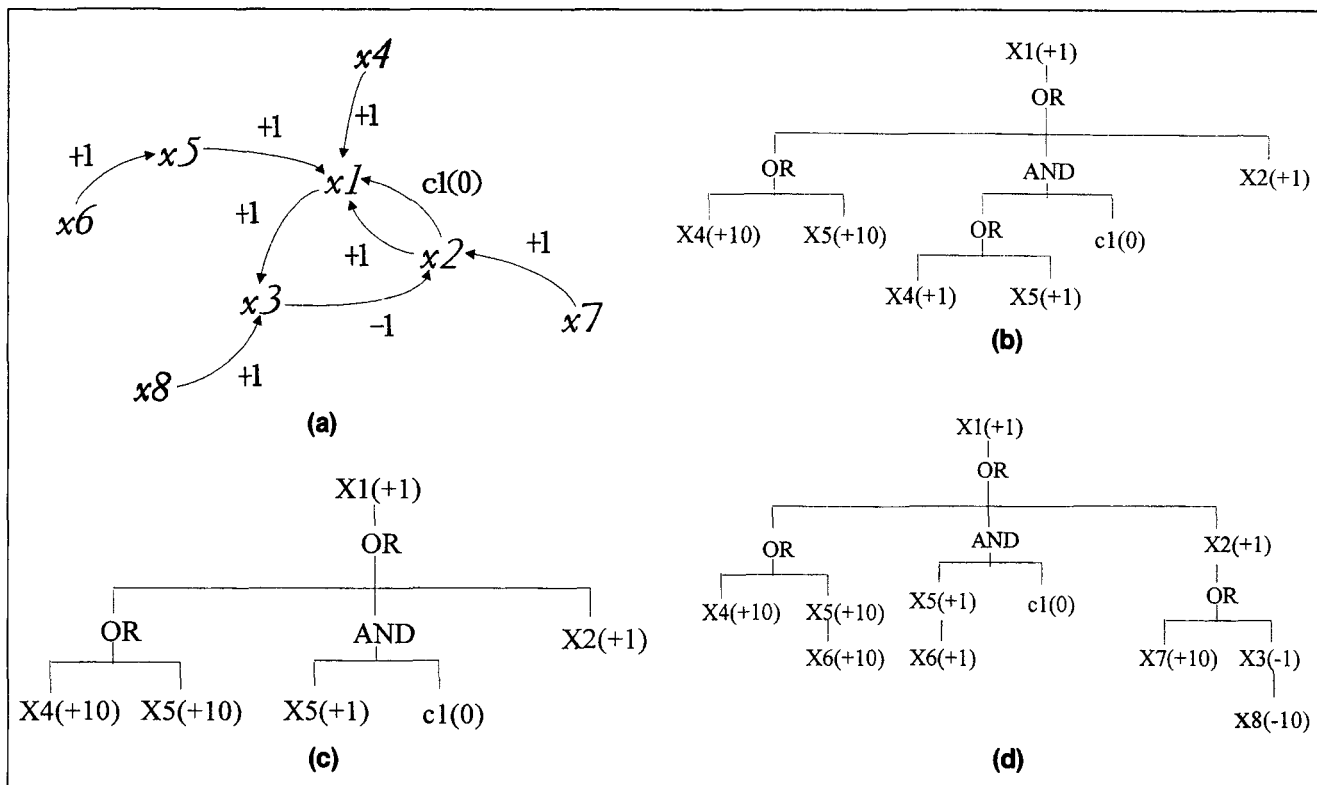 x4
+1
+1
+1
x5
x1
c1(0)
x6
+1
+1
x2
+1
x3
-1
x7
x8
+1
(a)
X1(+1)
OR
OR
AND
X2(+1)
X4(+10) X5(+10)
OR
c1(0)
X4(+1) X5(+1)
(b)
X1(+1)
OR
OR
AND
X2(+1)
X4(+10) X5(+10) X5(+1) c1(0)
(c)
X1(+1)
OR
OR
AND
X2(+1)
X4(+10) X5(+10) X5(+1) c1(0)
OR
X6(+10) X6(+1) X7(+10) X3(-1)
X8(-10)
(d)